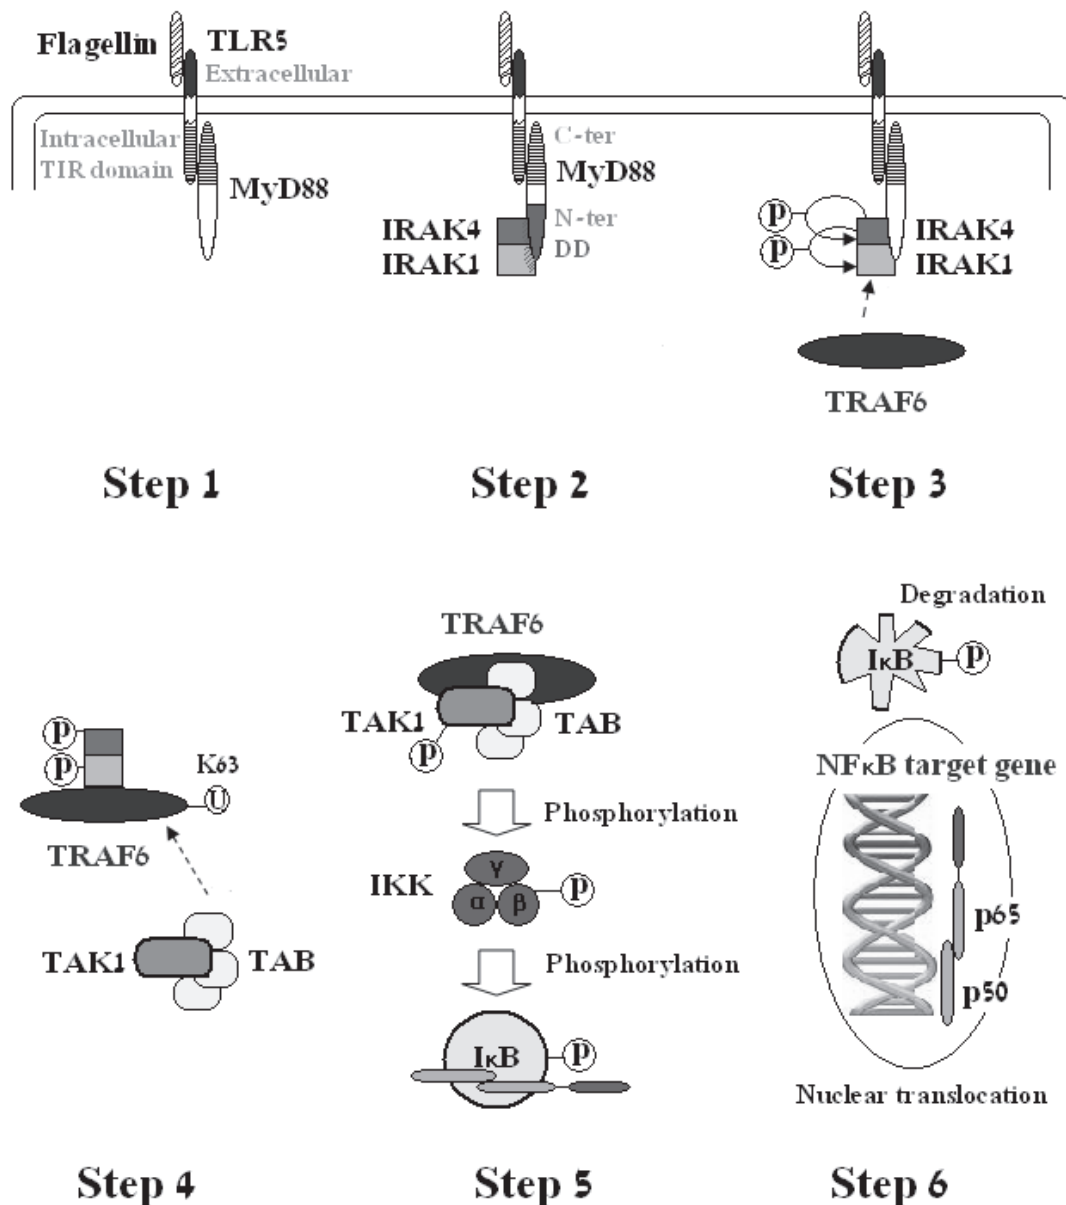 Flagellin
TLR5
Extracellular
Intracellular
TIR domain
MyD88
C-ter
MyD88
N-ter
DD
IRAK4
IRAK1
P
P
IRAK4
IRAK1
TRAF6
Step 1
Step 2
Step 3
P
P
K63
U
TRAF6
TAK1
TAB
TRAF6
TAK1
TAB
P
Phosphorylation
IKK
γ
α
β
P
Phosphorylation
IκB
P
Degradation
IκB
P
NFκB target gene
p65
p50
Nuclear translocation
Step 4
Step 5
Step 6